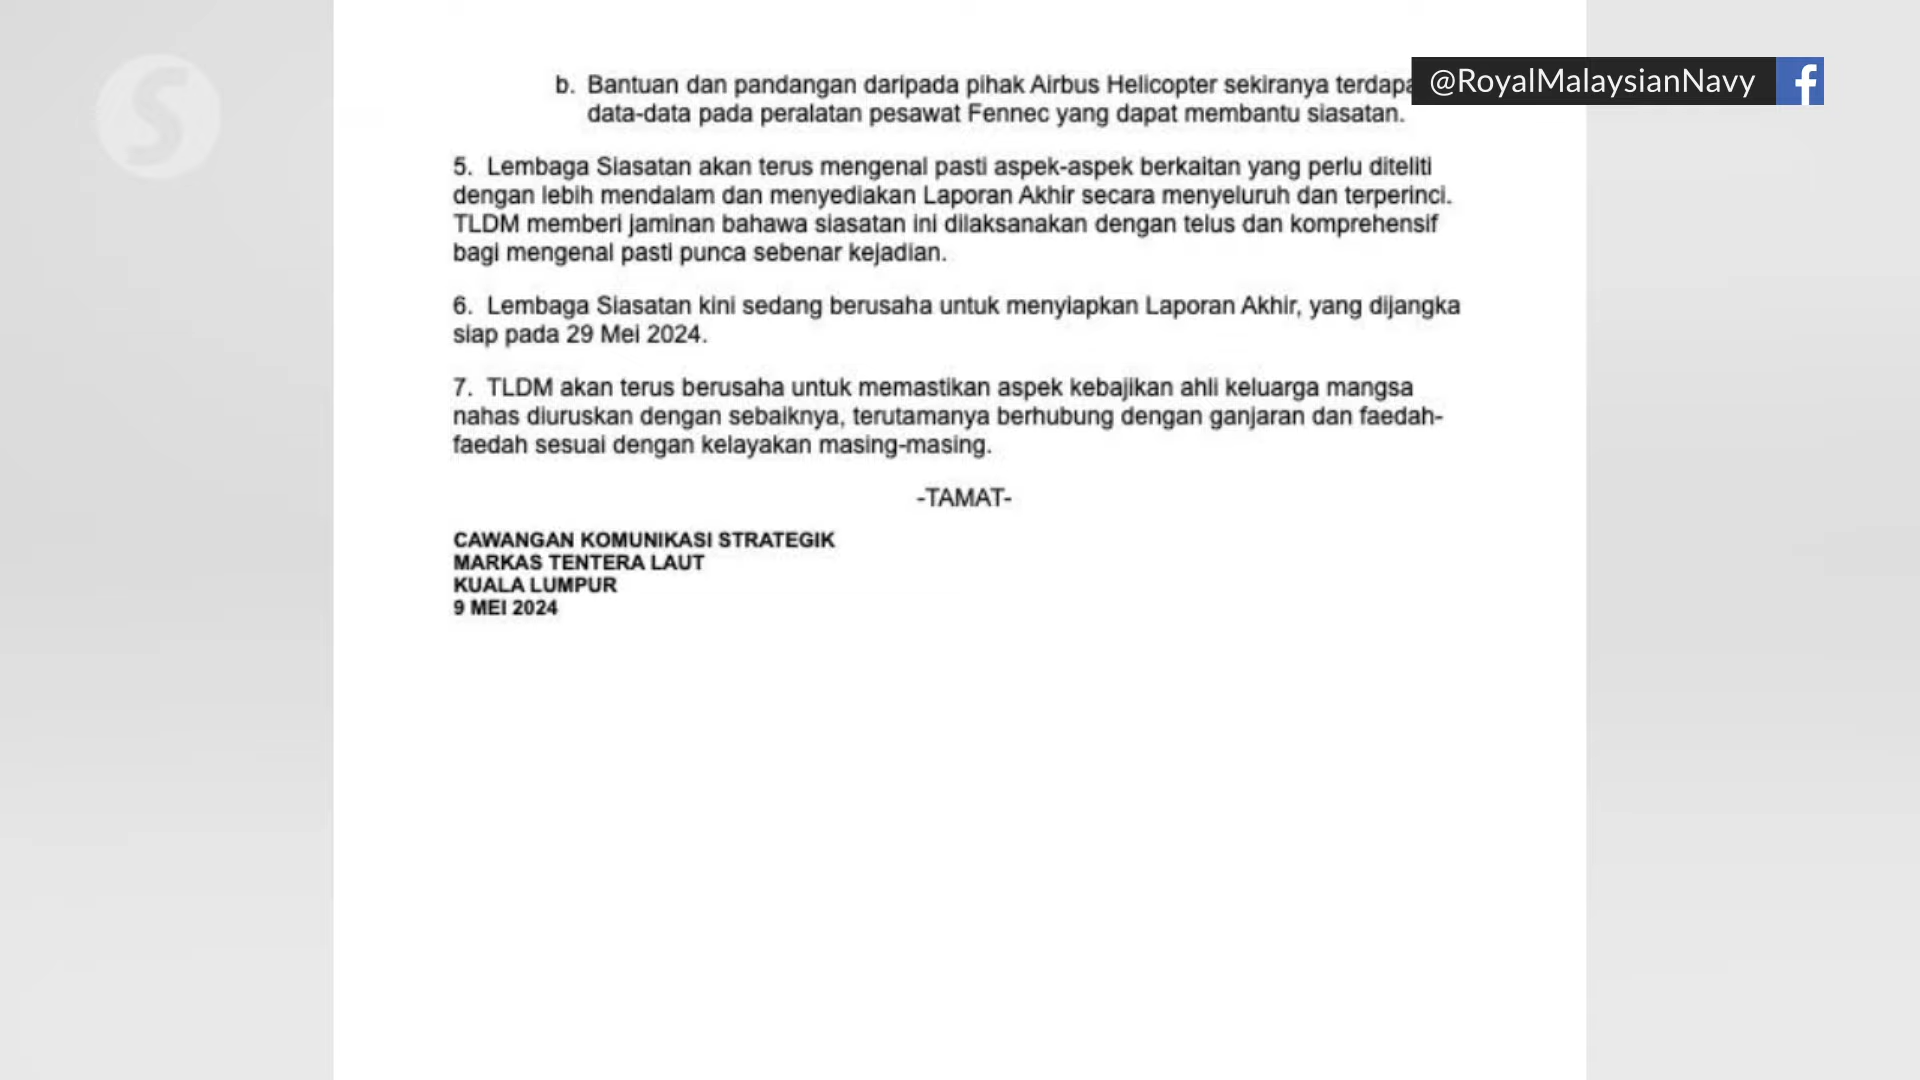 @RoyalMalaysianNavy
b. Bantuan dan pandangan daripada pihak Airbus Helicopter sekiranya
data-data pada peralatan pesawat Fennec yang dapat membantu siasatan.
5. Lembaga Siasatan akan terus mengenal pasti aspek-aspek berkaitan yang perlu diteliti
dengan lebih mendalam dan menyediakan Laporan Akhir secara menyeluruh dan terperinci.
TLDM memberi jaminan bahawa siasatan ini dilaksanakan dengan telus dan komprehensif
bagi mengenal pasti punca sebenar kejadian.
6. Lembaga Siasatan kini sedang berusaha untuk menyiapkan Laporan Akhir, yang dijangka
siap pada 29 Mei 2024.
7. TLDM akan terus berusaha untuk memastikan aspek kebajikan ahli keluarga mangsa
nahas diuruskan dengan sebaiknya, terutamanya berhubung dengan ganjaran dan faedah-
faedah sesuai dengan kelayakan masing-masing.
-TAMAT-
CAWANGAN KOMUNIKASI STRATEGIK
MARKAS TENTERA LAUT
KUALA LUMPUR
9 MEI 2024